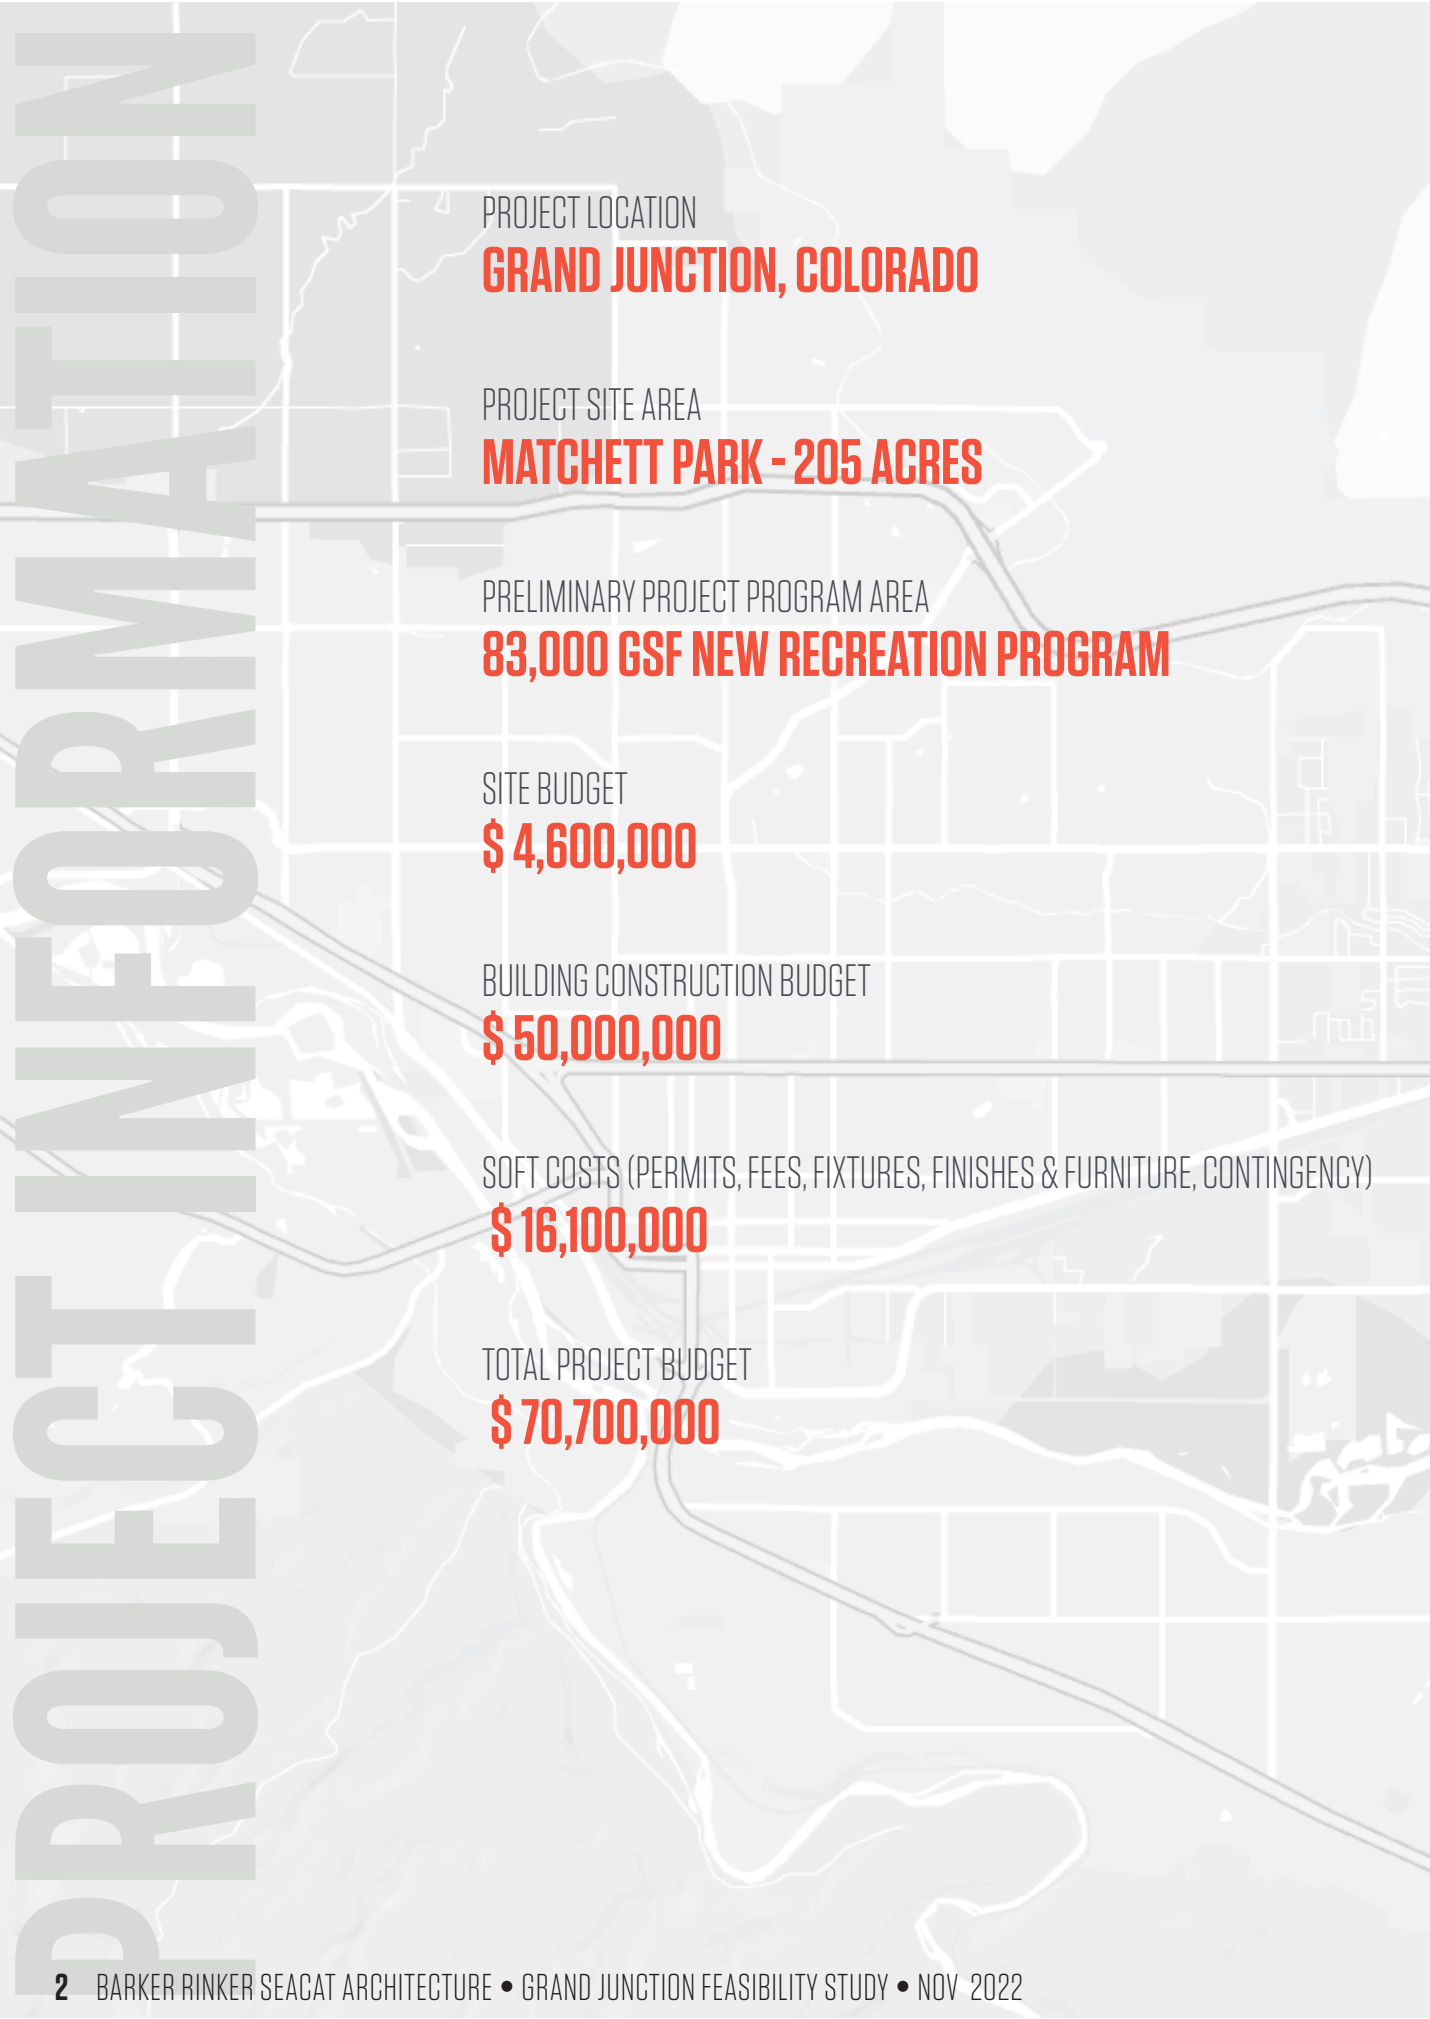 PROJECT INFORMATION
PROJECT LOCATION
GRAND JUNCTION, COLORADO
PROJECT SITE AREA
MATCHETT PARK - 205 ACRES
PRELIMINARY PROJECT PROGRAM AREA
83,000 GSF NEW RECREATION PROGRAM
SITE BUDGET
$ 4,600,000
BUILDING CONSTRUCTION BUDGET
$ 50,000,000
SOFT COSTS (PERMITS, FEES, FIXTURES, FINISHES & FURNITURE, CONTINGENCY)
$ 16,100,000
TOTAL PROJECT BUDGET
$ 70,700,000
2 BARKER RINKER SEACAT ARCHITECTURE • GRAND JUNCTION FEASIBILITY STUDY • NOV 2022